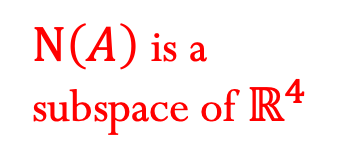 N(A) is a
subspace of ℝ⁴